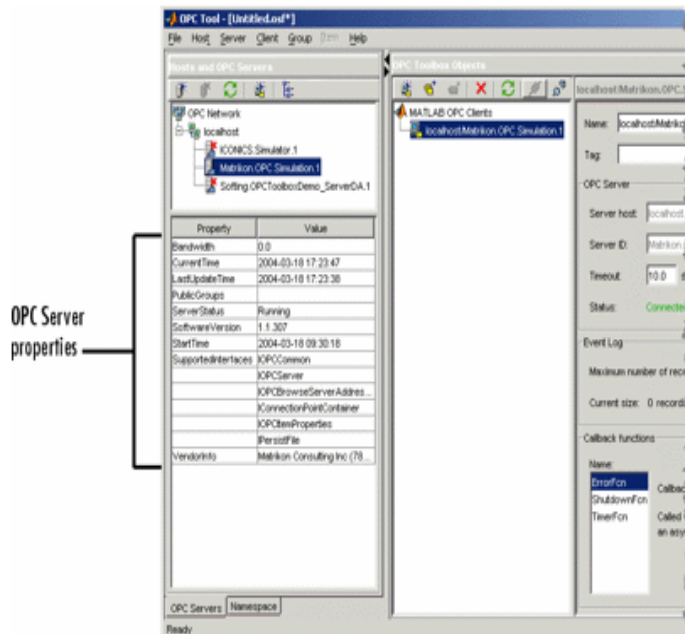 OPC Tool - [Untitled.osf*]
File Host Server Client Group Item Help
Hosts and OPC Servers
OPC Network
localhost
ICONICS.Simulator.1
Matrikon.OPC.Simulation.1
Softing.OPCToolboxDemo_ServerDA.1
Property Value
Bandwidth 0.0
CurrentTime 2004-03-18 17:23:47
LastUpdateTime 2004-03-18 17:23:38
PublicGroups
ServerStatus Running
SoftwareVersion 1.1.307
StartTime 2004-03-18 09:30:18
SupportedInterfaces IOPCCommon
IOPCServer
IOPCBrowseServerAddres...
IConnectionPointContainer
IOPCItemProperties
IPersistFile
VendorInfo Matrikon Consulting Inc (78...
OPC Servers Namespace
Ready
OPC Server
properties
OPC Toolbox Objects
MATLAB OPC Clients
localhost/Matrikon.OPC.Simulation.1
localhost/Matrikon.OPC.S
Name: localhost/Matriko
Tag:
OPC Server
Server host: localhost
Server ID: Matrikon.
Timeout: 10.0 s
Status: Connected
Event Log
Maximum number of reco
Current size: 0 records
Callback functions
Name:
ErrorFcn
ShutdownFcn
TimerFcn
Callbac
Called
an asy